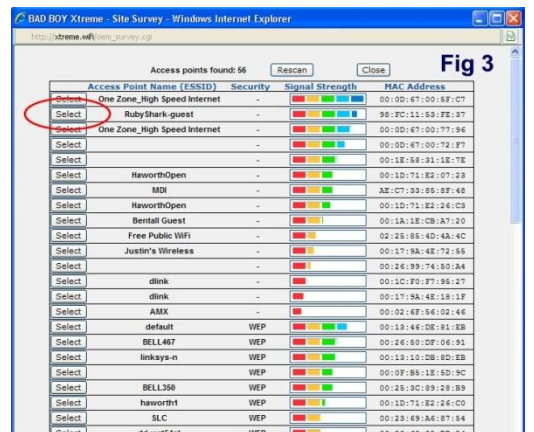 BAD BOY Xtreme - Site Survey - Windows Internet Explorer
http://xtreme.wifi/oem_survey.cgi
Fig 3
Access points found: 56 Rescan Close
Access Point Name (ESSID) Security Signal Strength MAC Address
Select One Zone_High Speed Internet - 00:0D:67:00:5F:C7
Select RubyShark-guest - 98:FC:11:53:FE:37
Select One Zone_High Speed Internet - 00:0D:67:00:77:96
Select - 00:0D:67:00:72:F7
Select - 00:1E:58:31:1E:7E
Select HaworthOpen - 00:1D:71:E2:07:23
Select MDI - AE:C7:33:85:8F:48
Select HaworthOpen - 00:1D:71:E2:26:C3
Select Bentall Guest - 00:1A:1E:CB:A7:20
Select Free Public WiFi - 02:25:85:4D:4A:4C
Select Justin's Wireless - 00:17:9A:4E:72:55
Select - 00:26:99:74:50:A4
Select dlink - 00:1C:F0:F7:95:27
Select dlink - 00:17:9A:4E:18:1F
Select AMX - 00:02:6F:56:02:46
Select default WEP 00:13:46:DE:81:EB
Select BELL467 WEP 00:26:50:DF:06:91
Select linksys-n WEP 00:13:10:DB:8D:EB
Select WEP 00:0F:B5:1E:5D:9C
Select BELL350 WEP 00:25:3C:89:28:B9
Select haworth1 WEP 00:1D:71:E2:26:C0
Select SLC WEP 00:23:69:A6:87:54